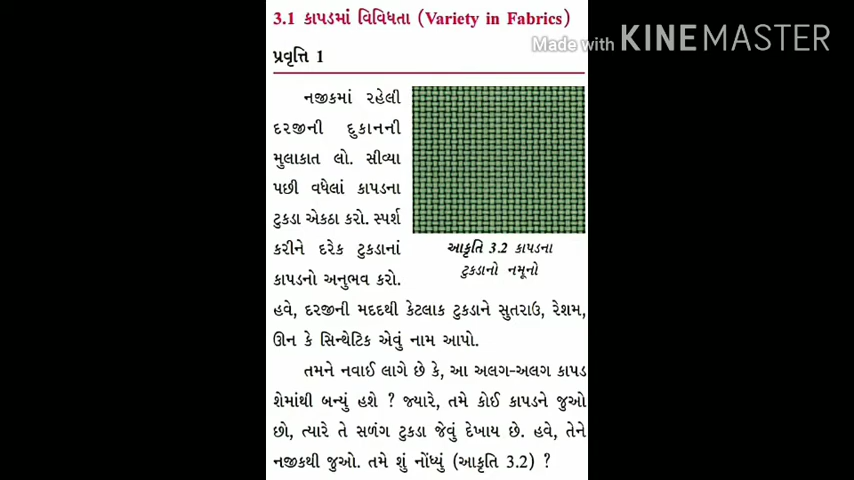 3.1 કાપડમાં વિવિધતા (Variety in Fabrics)
Made with KINEMASTER
પ્રવૃત્તિ 1
નજીકમાં રહેલી
દરજીની દુકાનની
મુલાકાત લો. સીવ્યા
પછી વધેલાં કાપડના
ટુકડા એકઠા કરો. સ્પર્શ
કરીને દરેક ટુકડાનાં
કાપડનો અનુભવ કરો.
આકૃતિ 3.2 કાપડના
ટુકડાનો નમૂનો
હવે, દરજીની મદદથી કેટલાક ટુકડાને સુતરાઉ, રેશમ,
ઊન કે સિન્થેટિક એવું નામ આપો.
તમને નવાઈ લાગે છે કે, આ અલગ-અલગ કાપડ
શેમાંથી બન્યું હશે ? જ્યારે, તમે કોઈ કાપડને જુઓ
છો, ત્યારે તે સળંગ ટુકડા જેવું દેખાય છે. હવે, તેને
નજીકથી જુઓ. તમે શું નોંધ્યું (આકૃતિ 3.2) ?